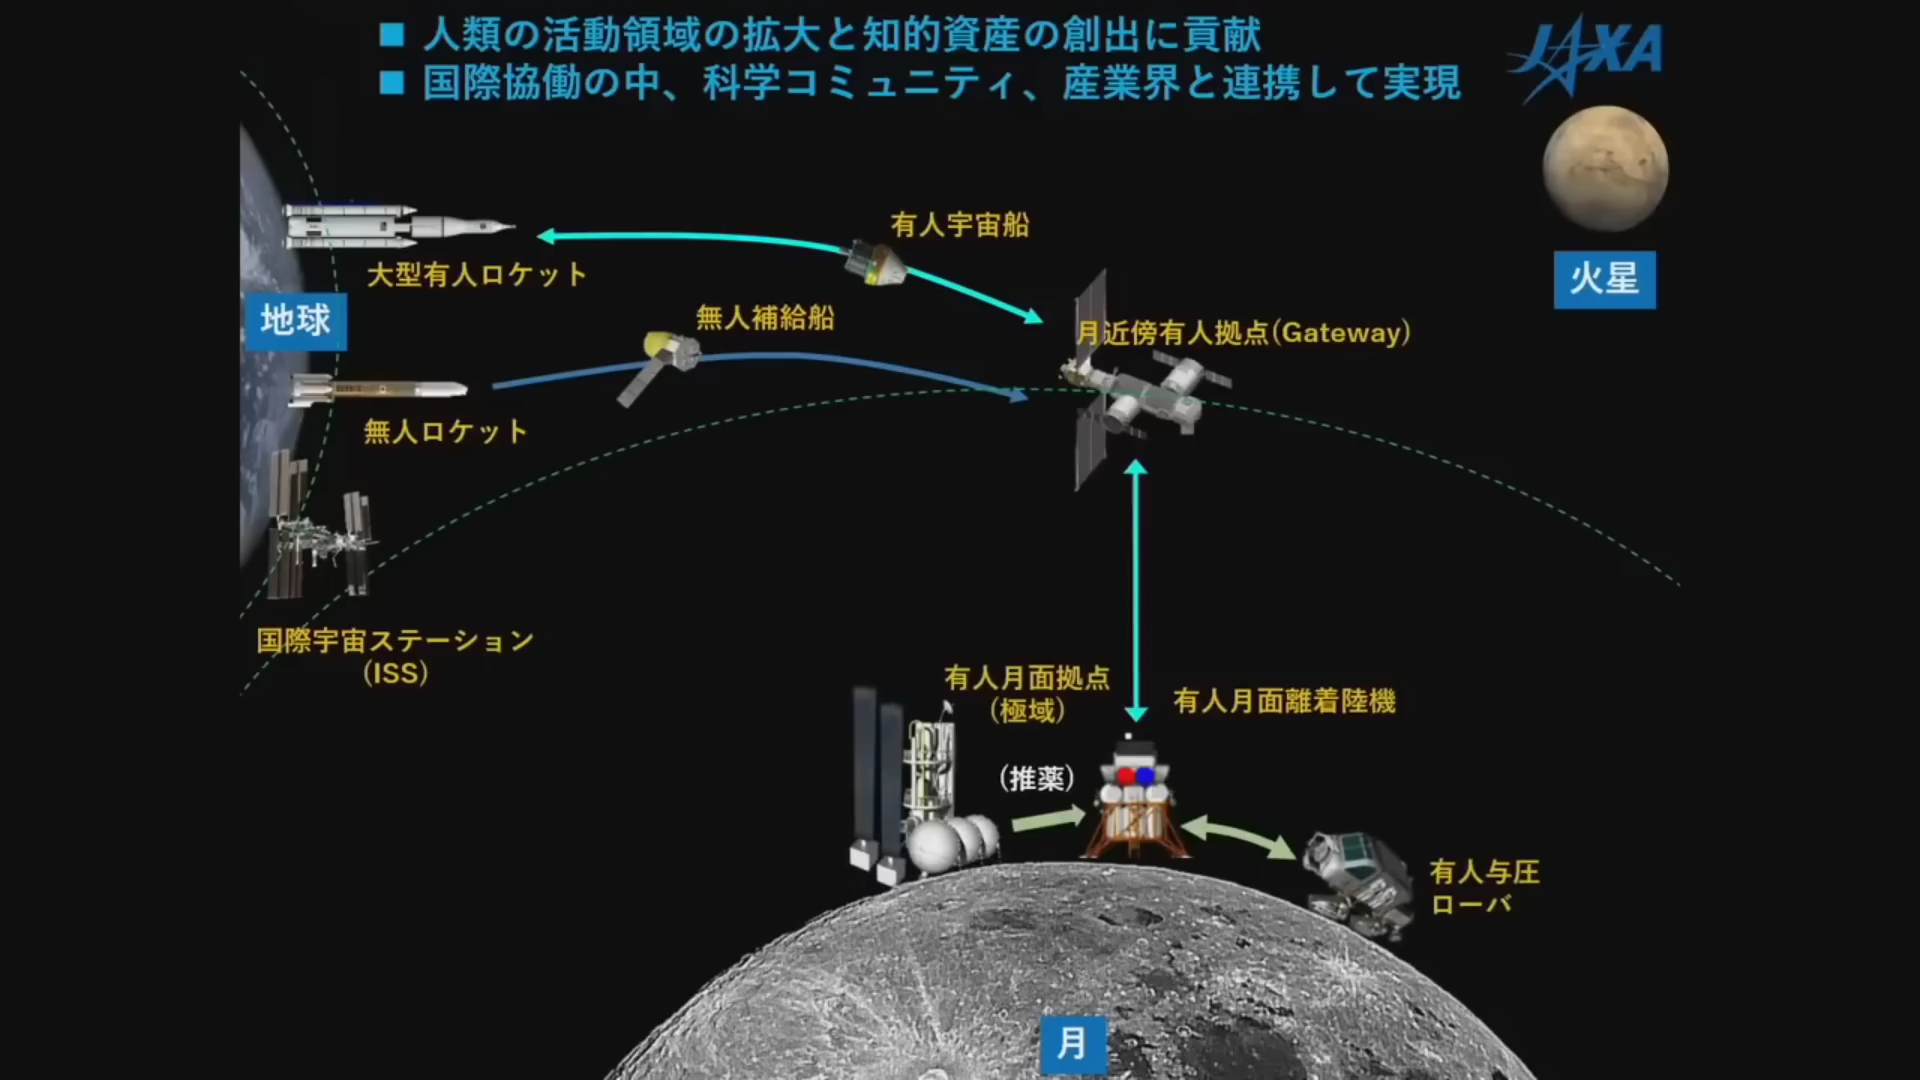 ■ 人類の活動領域の拡大と知的資産の創出に貢献
■ 国際協働の中、科学コミュニティ、産業界と連携して実現
JAXA
有人宇宙船
大型有人ロケット
火星
地球
無人補給船
月近傍有人拠点(Gateway)
無人ロケット
国際宇宙ステーション
(ISS)
有人月面拠点
(極域)
有人月面離着陸機
(推薬)
有人与圧
ローバ
月